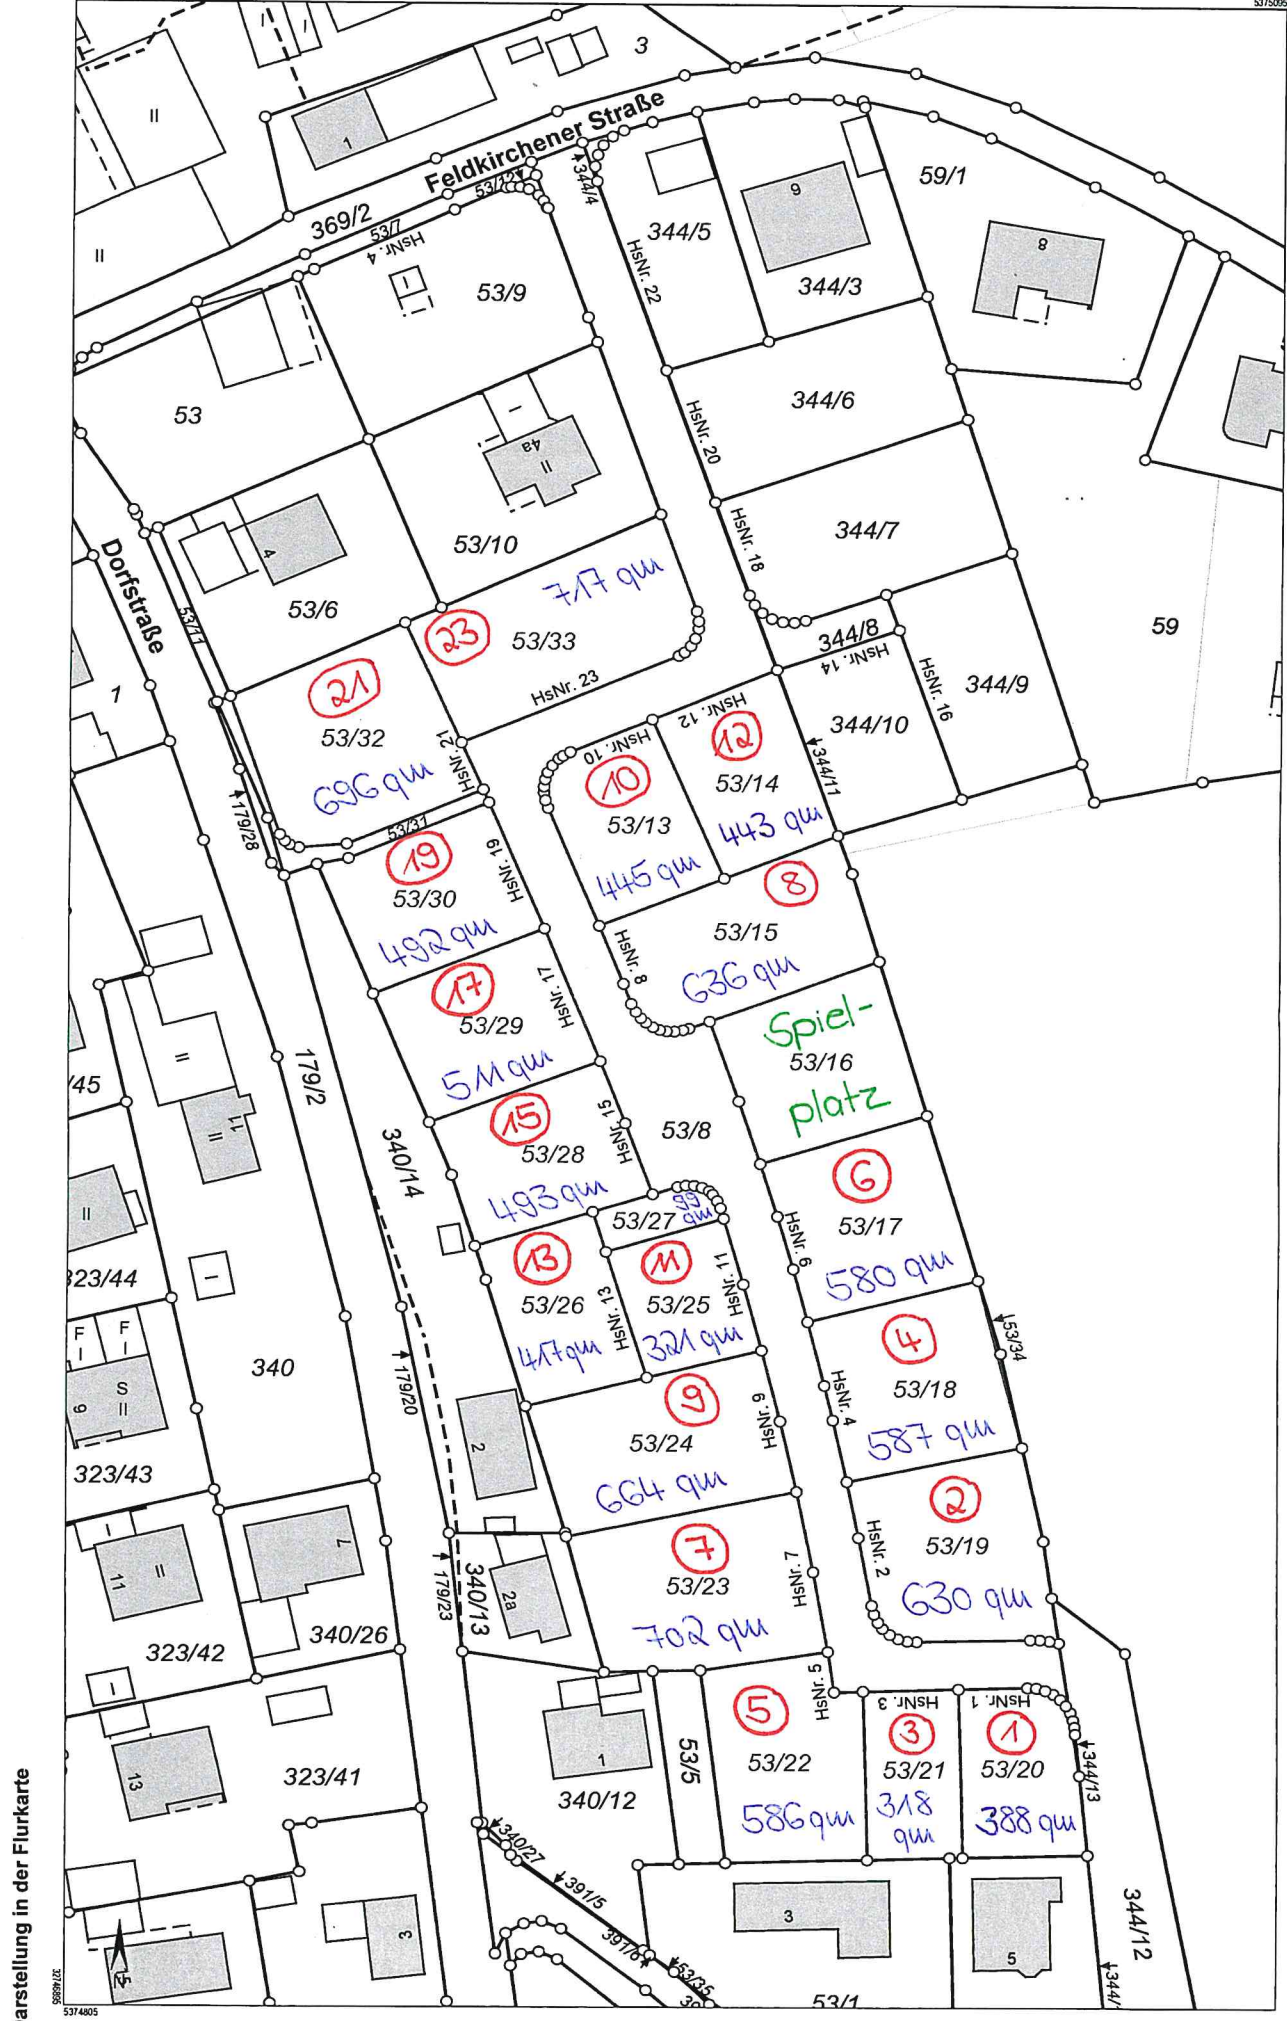 5375095
3
II
1
Feldkirchener Straße
53/12
344/4
59/1
369/2
53/7
HsNr. 4
II
I
53/9
344/5
HsNr. 22
6
344/3
8
53
I
4a
II
HsNr. 20
344/6
53/10
HsNr. 18
344/7
4
53/6
717 qm
Dorfstraße
53/11
23
53/33
344/8
HsNr. 14
59
1
21
53/32
HsNr. 23
HsNr. 16
344/9
696 qm
HsNr. 21
HsNr. 10
HsNr. 12
12
344/10
344/11
10
53/14
443 qm
179/28
53/31
53/13
445 qm
19
53/30
HsNr. 19
8
492 qm
53/15
HsNr. 8
636 qm
17
53/29
HsNr. 17
Spiel-
53/16
platz
511 qm
II
179/2
/45
11
II
340/14
15
53/28
HsNr. 15
53/8
493 qm
6
53/17
HsNr. 6
580 qm
II
53/27
99
qm
323/44
I
13
53/26
HsNr. 13
417 qm
11
53/25
HsNr. 11
321 qm
4
53/18
HsNr. 4
587 qm
53/34
F
I
F
I
S
II
9
340
179/20
323/43
2
9
53/24
HsNr. 9
664 qm
2
53/19
HsNr. 2
630 qm
I
11
II
7
179/23
340/13
2a
7
53/23
HsNr. 7
702 qm
323/42
340/26
I
13
323/41
1
340/12
53/5
5
53/22
HsNr. 5
586 qm
HsNr. 3
3
53/21
318
qm
HsNr. 1
1
53/20
388 qm
344/13
340/27
391/5
391/6
53/35
3
3
5
344/12
53/1
arstellung in der Flurkarte
32746895
5374805